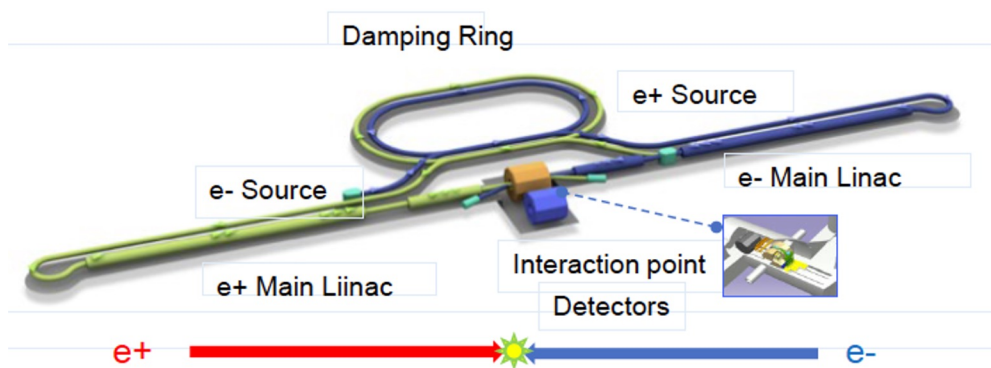 Damping Ring
e+ Source
e- Source
e- Main Linac
e+ Main Liinac
Interaction point
Detectors
e+
e-